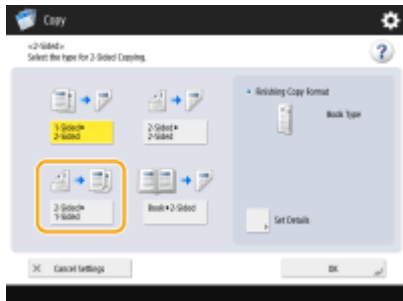 Copy
<2-Sided>
Select the type for 2-Sided Copying.
?
1-Sided▸
2-Sided
2-Sided▸
2-Sided
2-Sided▸
1-Sided
Book▸2-Sided
• Finishing Copy Format
Book Type
Set Details
Cancel Settings
OK